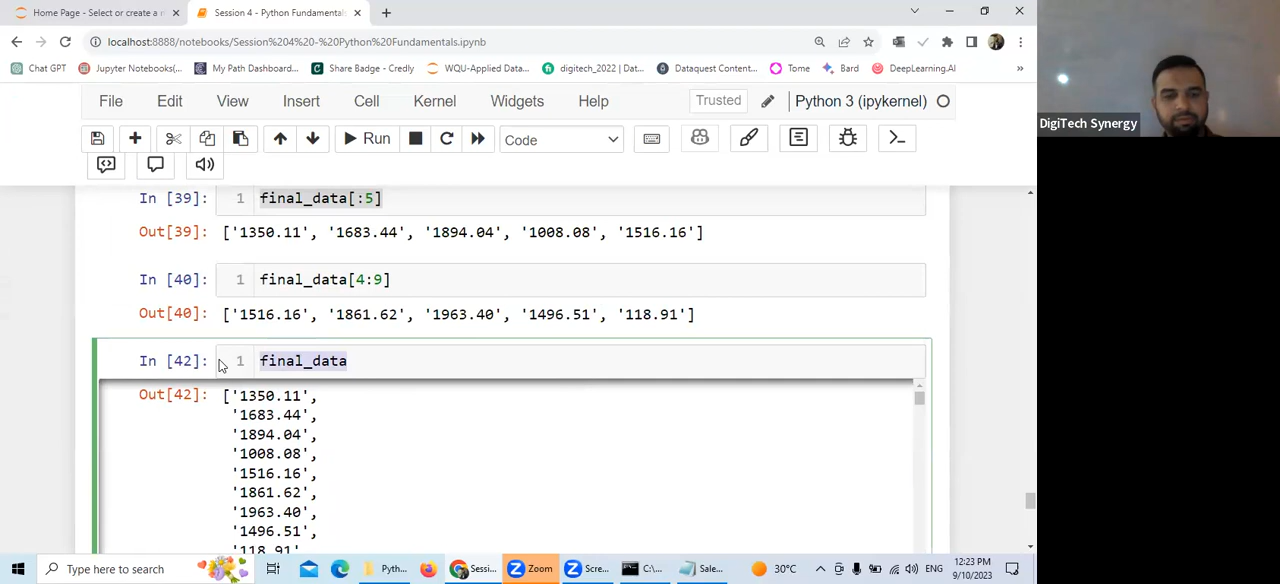 Home Page - Select or create a n
Session 4 - Python Fundamentals
localhost:8888/notebooks/Session%204%20-%20Python%20Fundamentals.ipynb
Chat GPT
Jupyter Notebooks(...
My Path Dashboard...
Share Badge - Credly
WQU-Applied Data...
digitech_2022 | Dat...
Dataquest Content...
Tome
Bard
DeepLearning.AI
»
File Edit View Insert Cell Kernel Widgets Help Trusted Python 3 (ipykernel)
Run Code
In [39]: 1 final_data[:5]
Out[39]: ['1350.11', '1683.44', '1894.04', '1008.08', '1516.16']
In [40]: 1 final_data[4:9]
Out[40]: ['1516.16', '1861.62', '1963.40', '1496.51', '118.91']
In [42]: 1 final_data
Out[42]: ['1350.11',
'1683.44',
'1894.04',
'1008.08',
'1516.16',
'1861.62',
'1963.40',
'1496.51',
'118.91'
DigiTech Synergy
Type here to search
Pyth...
Sessi...
Zoom
Scre...
C:\...
Sale...
30°C
ENG
12:23 PM
9/10/2023